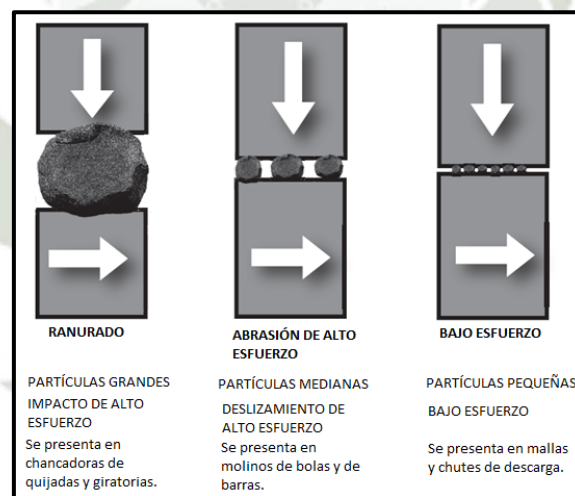 RANURADO
PARTÍCULAS GRANDES
IMPACTO DE ALTO
ESFUERZO
Se presenta en
chancadoras de
quijadas y giratorias.
ABRASIÓN DE ALTO
ESFUERZO
PARTÍCULAS MEDIANAS
DESLIZAMIENTO DE
ALTO ESFUERZO
Se presenta en
molinos de bolas y de
barras.
BAJO ESFUERZO
PARTÍCULAS PEQUEÑAS
BAJO ESFUERZO
Se presenta en mallas
y chutes de descarga.